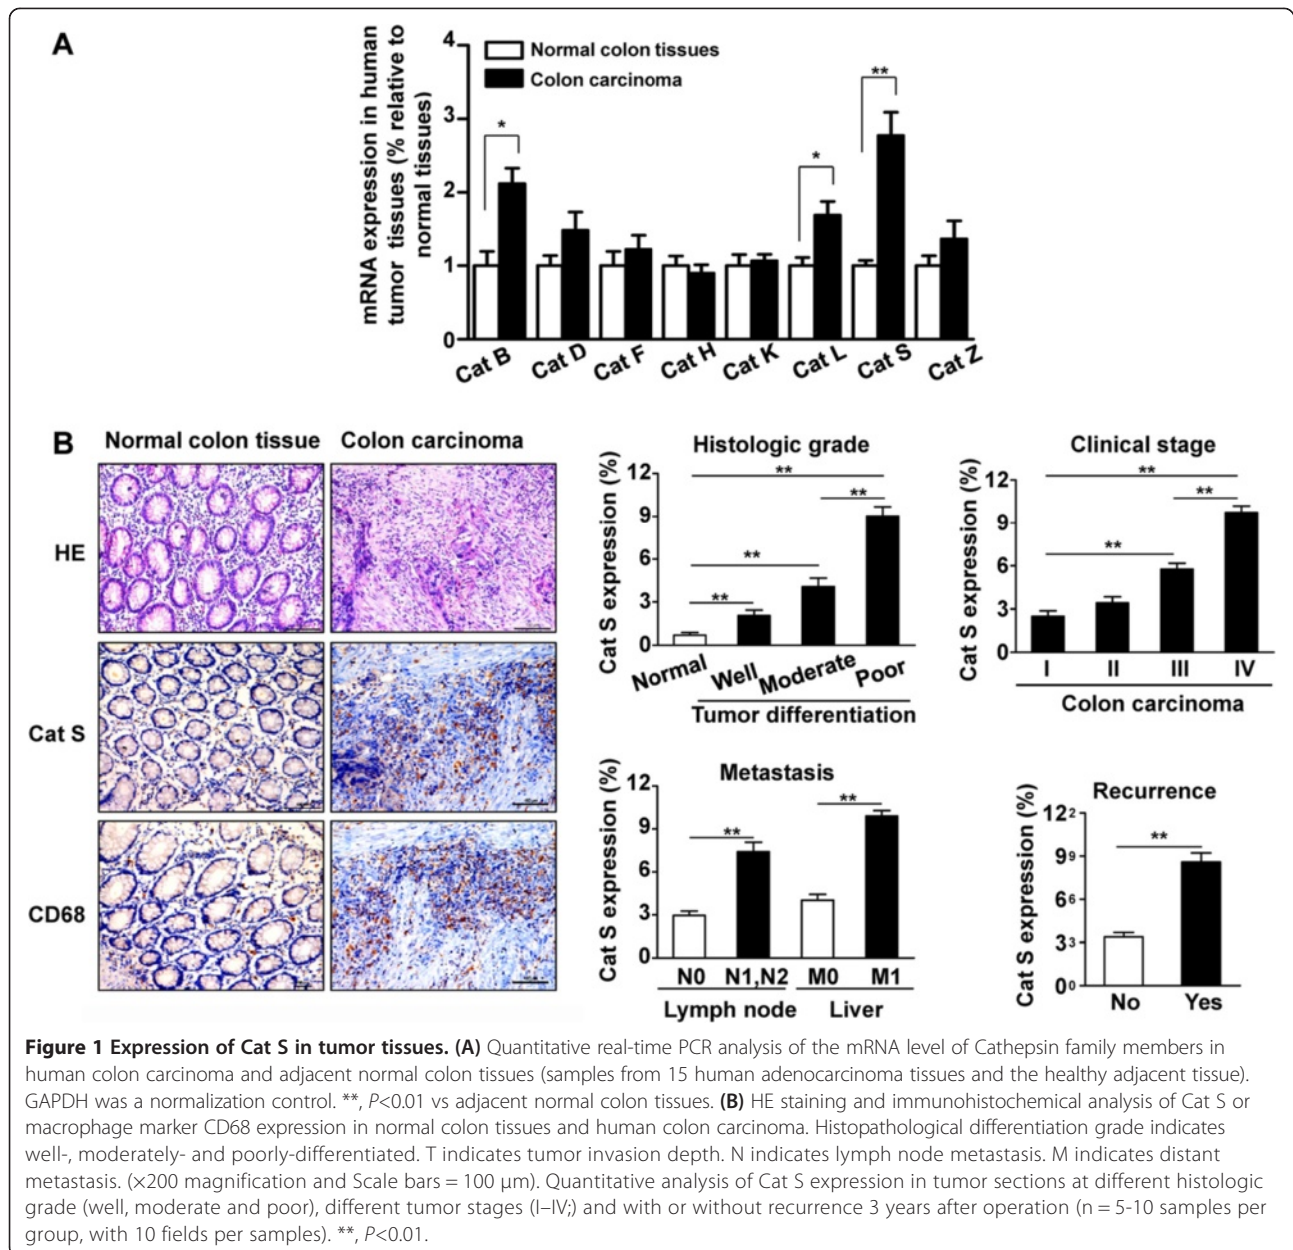 A
mRNA expression in human
tumor tissues (% relative to
normal tissues)
4
3
2
1
0
Normal colon tissues
Colon carcinoma
*
*
**
Cat B
Cat D
Cat F
Cat H
Cat K
Cat L
Cat S
Cat Z
B
Normal colon tissue
Colon carcinoma
HE
Cat S
CD68
Histologic grade
Cat S expression (%)
12
9
6
3
0
**
**
**
**
Normal
Well
Moderate
Poor
Tumor differentiation
Clinical stage
Cat S expression (%)
12
9
6
3
0
**
**
**
I
II
III
IV
Colon carcinoma
Metastasis
Cat S expression (%)
12
9
6
3
0
**
**
N0
N1,N2
M0
M1
Lymph node
Liver
Recurrence
Cat S expression (%)
12 2
9 9
6 6
3 3
0 0
**
No
Yes
Figure 1 Expression of Cat S in tumor tissues. (A) Quantitative real-time PCR analysis of the mRNA level of Cathepsin family members in
human colon carcinoma and adjacent normal colon tissues (samples from 15 human adenocarcinoma tissues and the healthy adjacent tissue).
GAPDH was a normalization control. **, P<0.01 vs adjacent normal colon tissues. (B) HE staining and immunohistochemical analysis of Cat S or
macrophage marker CD68 expression in normal colon tissues and human colon carcinoma. Histopathological differentiation grade indicates
well-, moderately- and poorly-differentiated. T indicates tumor invasion depth. N indicates lymph node metastasis. M indicates distant
metastasis. (×200 magnification and Scale bars = 100 μm). Quantitative analysis of Cat S expression in tumor sections at different histologic
grade (well, moderate and poor), different tumor stages (I–IV;) and with or without recurrence 3 years after operation (n = 5-10 samples per
group, with 10 fields per samples). **, P<0.01.